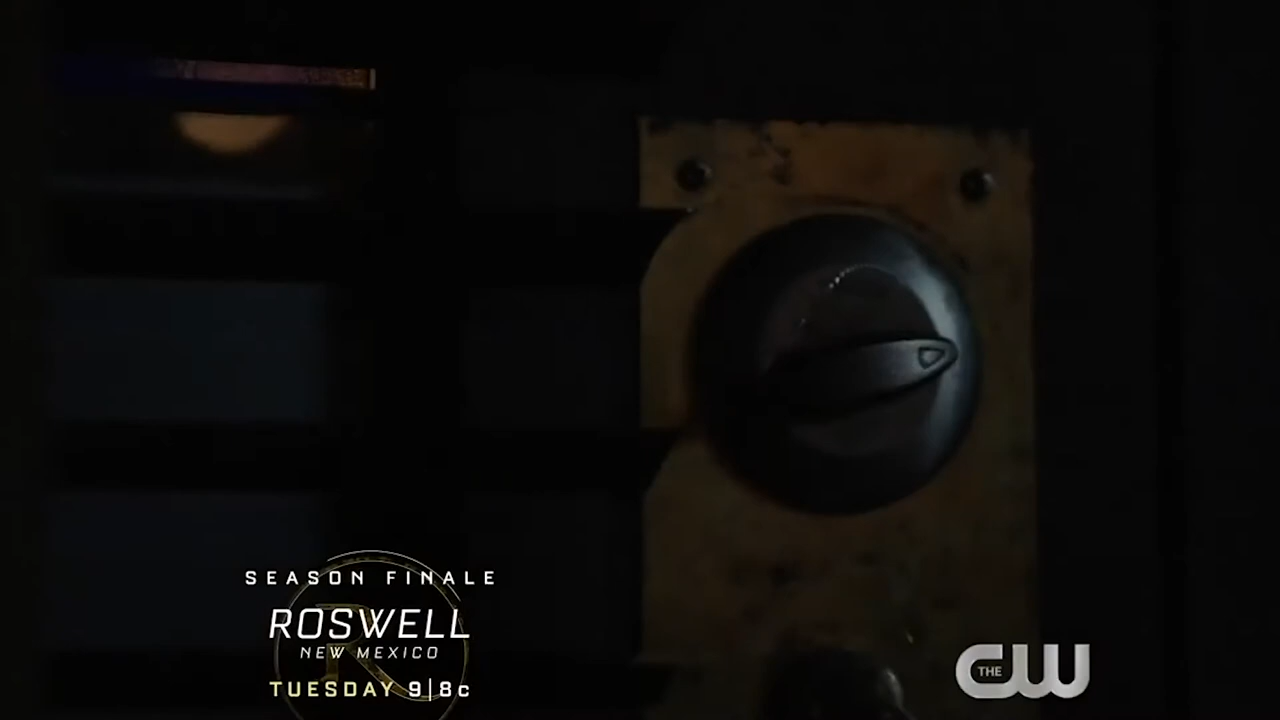 SEASON FINALE
ROSWELL
NEW MEXICO
TUESDAY 9|8c
THE CW